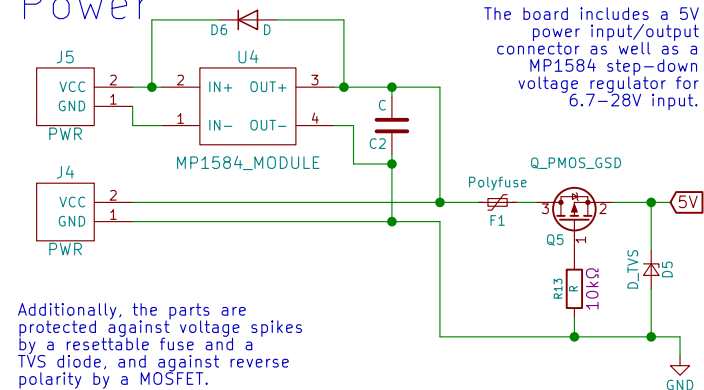 Power
The board includes a 5V
power input/output
connector as well as a
MP1584 step-down
voltage regulator for
6.7-28V input.
D6 D
J5
U4
VCC 2
2 IN+ OUT+ 3
GND 1
1 IN- OUT- 4
C
C2
PWR
MP1584_MODULE
J4
VCC 2
GND 1
PWR
Polyfuse
F1
Q_PMOS_GSD
3 2
Q5
1
5V
R13
R
10kΩ
D_TVS
D5
GND
Additionally, the parts are
protected against voltage spikes
by a resettable fuse and a
TVS diode, and against reverse
polarity by a MOSFET.